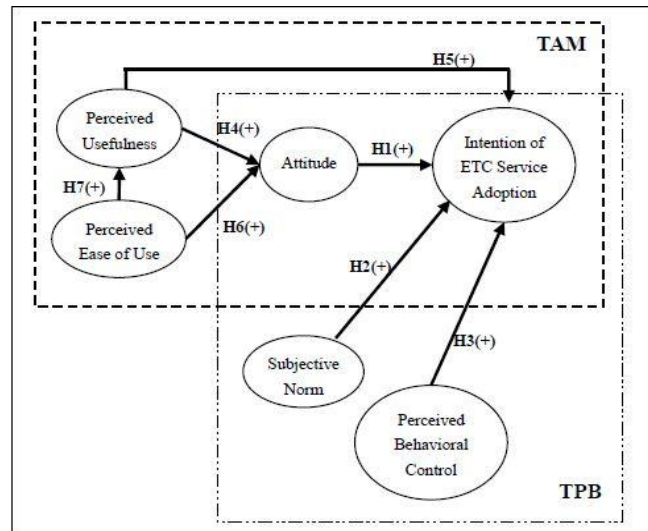 TAM
H5(+)
Perceived
Usefulness
H4(+)
Attitude
H1(+)
Intention of
ETC Service
Adoption
H7(+)
Perceived
Ease of Use
H6(+)
H2(+)
H3(+)
Subjective
Norm
Perceived
Behavioral
Control
TPB